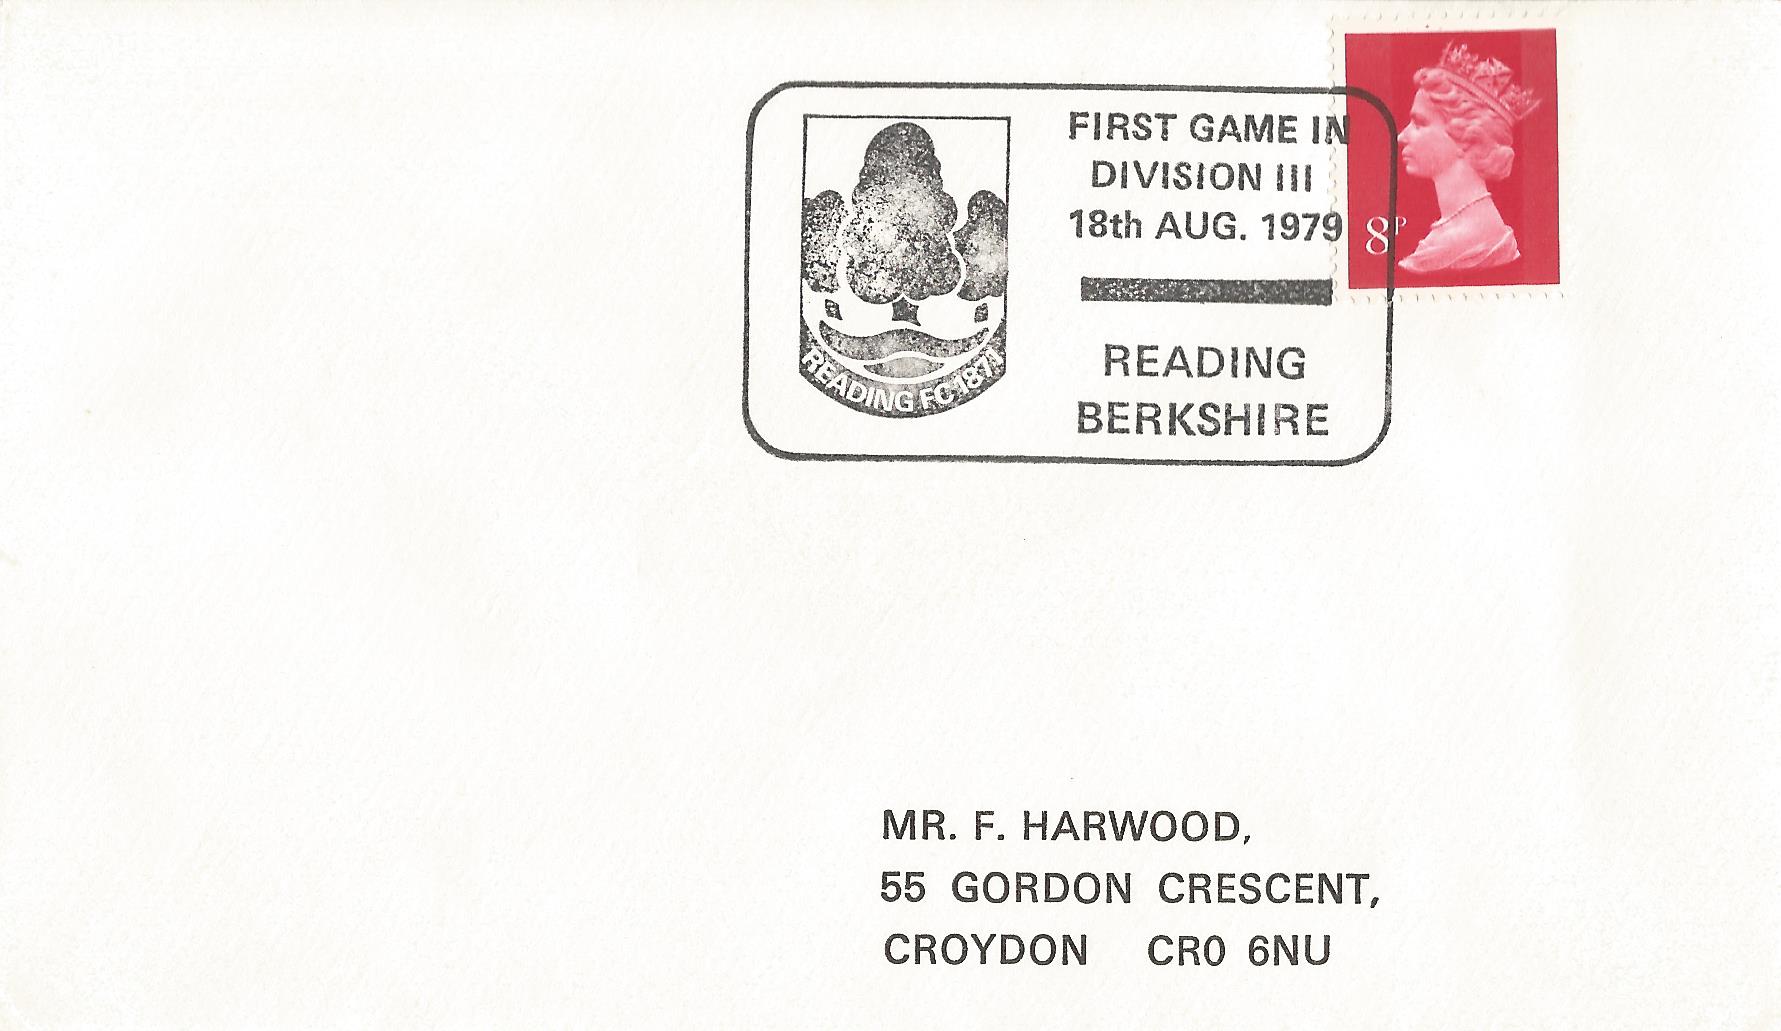 FIRST GAME IN
DIVISION III
18th AUG. 1979
READING FC 1871
READING
BERKSHIRE
8P
MR. F. HARWOOD,
55 GORDON CRESCENT,
CROYDON CR0 6NU